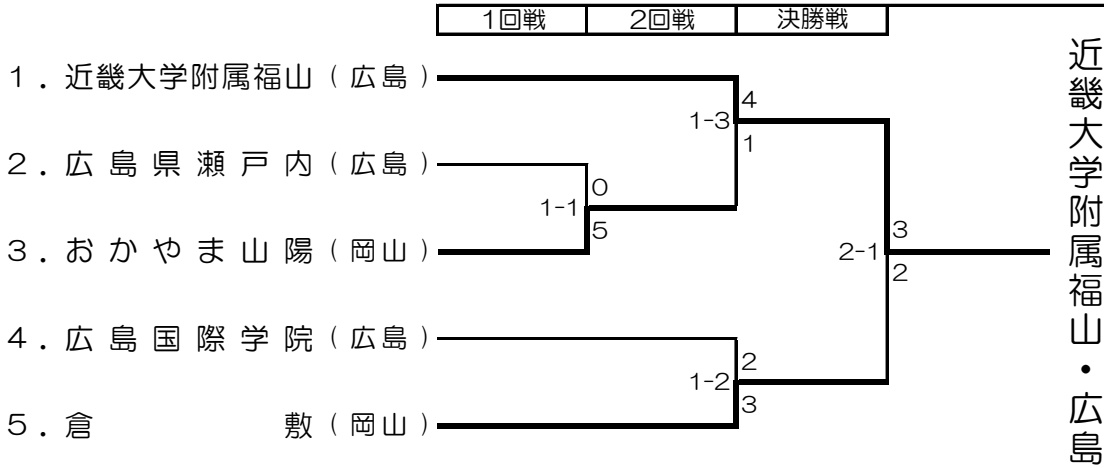 1回戦 2回戦 決勝戦
1．近畿大学附属福山（広島）
4
1-3
1
2．広島県瀬戸内（広島）
0
1-1
5
3．おかやま山陽（岡山）
3
2-1
2
4．広島国際学院（広島）
2
1-2
3
5．倉敷（岡山）
近畿大学附属福山・広島